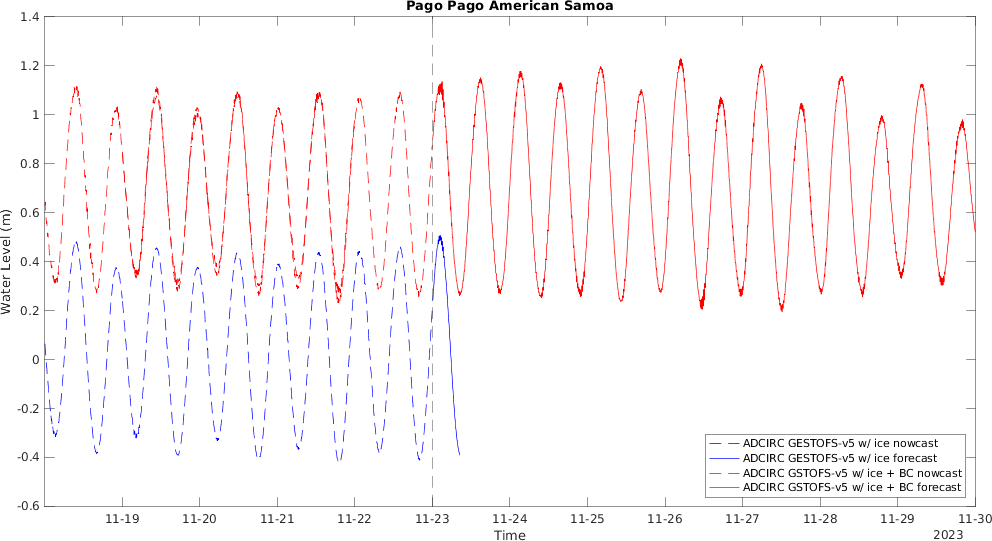 Pago Pago American Samoa
Water Level (m)
1.4
1.2
1
0.8
0.6
0.4
0.2
0
-0.2
-0.4
-0.6
ADCIRC GESTOFS-v5 w/ ice nowcast
ADCIRC GESTOFS-v5 w/ ice forecast
ADCIRC GSTOFS-v5 w/ ice + BC nowcast
ADCIRC GSTOFS-v5 w/ ice + BC forecast
11-19 11-20 11-21 11-22 11-23 11-24 11-25 11-26 11-27 11-28 11-29 11-30
Time
2023